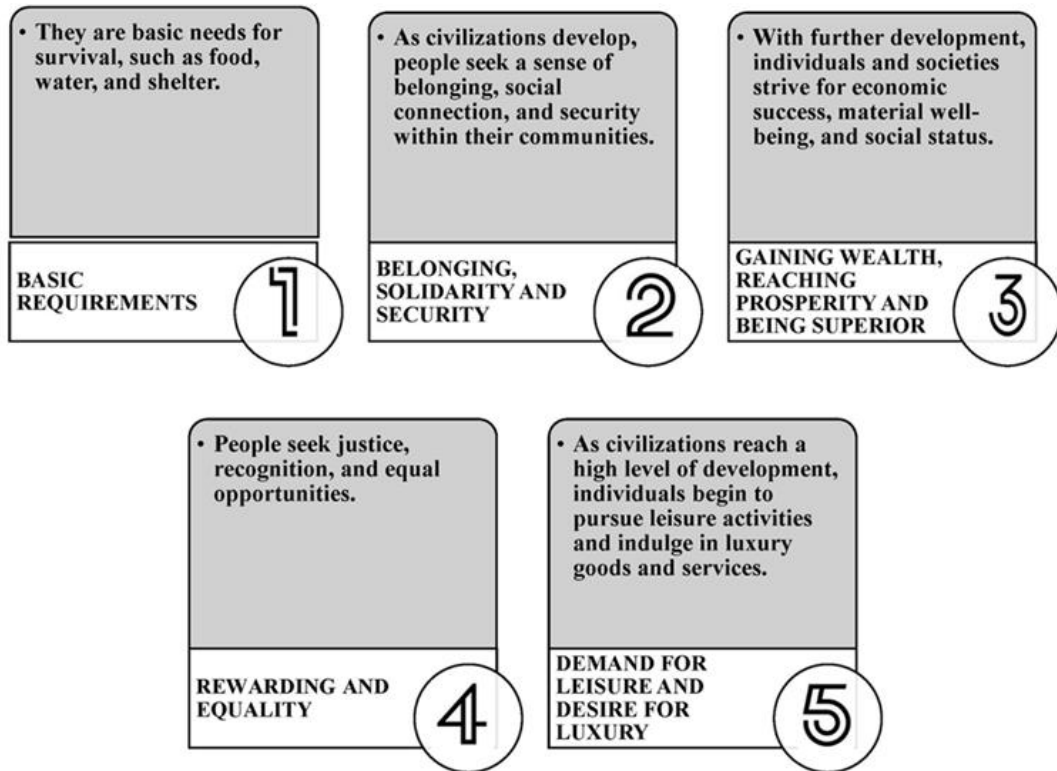 • They are basic needs for
survival, such as food,
water, and shelter.
BASIC
REQUIREMENTS
1
• As civilizations develop,
people seek a sense of
belonging, social
connection, and security
within their communities.
BELONGING,
SOLIDARITY AND
SECURITY
2
• With further development,
individuals and societies
strive for economic
success, material well-
being, and social status.
GAINING WEALTH,
REACHING
PROSPERITY AND
BEING SUPERIOR
3
• People seek justice,
recognition, and equal
opportunities.
REWARDING AND
EQUALITY
4
• As civilizations reach a
high level of development,
individuals begin to
pursue leisure activities
and indulge in luxury
goods and services.
DEMAND FOR
LEISURE AND
DESIRE FOR
LUXURY
5